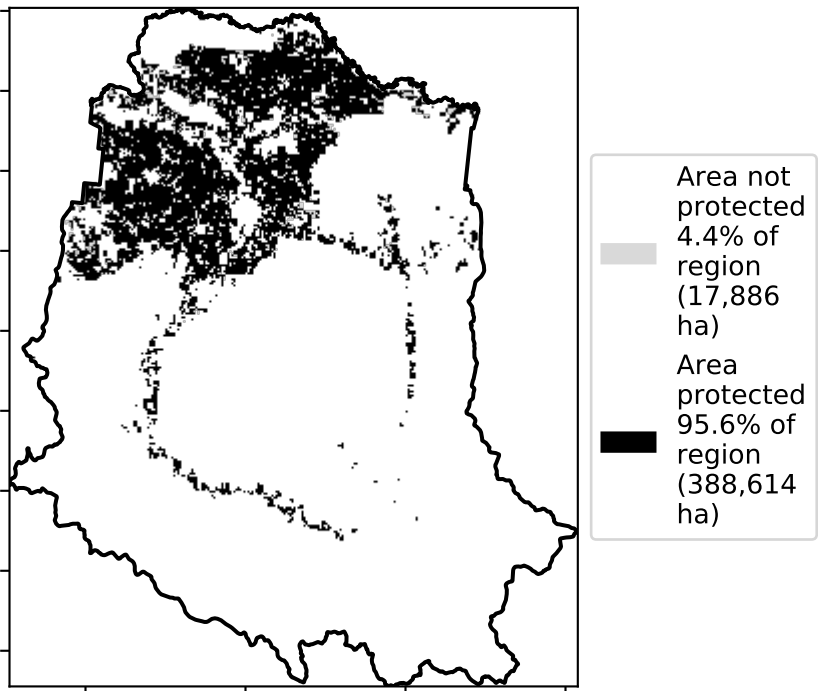 Area not
protected
4.4% of
region
(17,886
ha)
Area
protected
95.6% of
region
(388,614
ha)